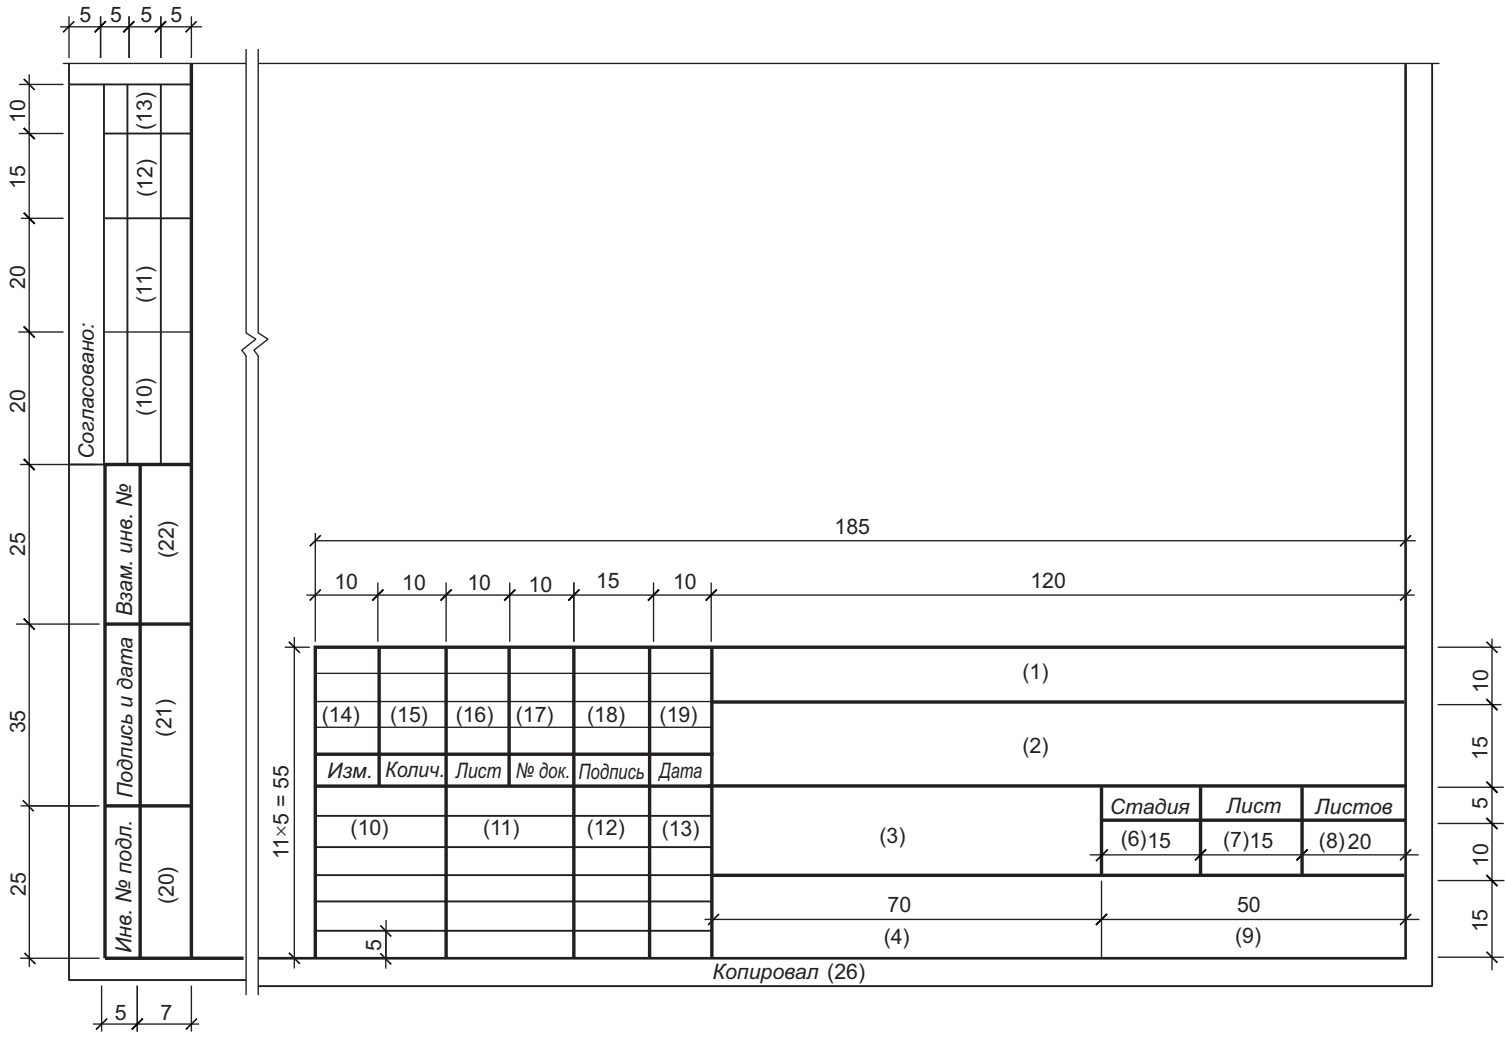 5 5 5 5
10
15
20
20
25
35
25
(13)
(12)
(11)
(10)
Согласовано:
Взам. инв. №
(22)
Подпись и дата
(21)
Инв. № подл.
(20)
5 7
185
10 10 10 10 15 10 120
11×5 = 55
(1)
(14) (15) (16) (17) (18) (19)
(2)
Изм. Колич. Лист № док. Подпись Дата
Стадия Лист Листов
(10) (11) (12) (13)
(3)
(6) 15 (7) 15 (8) 20
70 50
(4) (9)
5
Копировал (26)
10
15
5
10
15